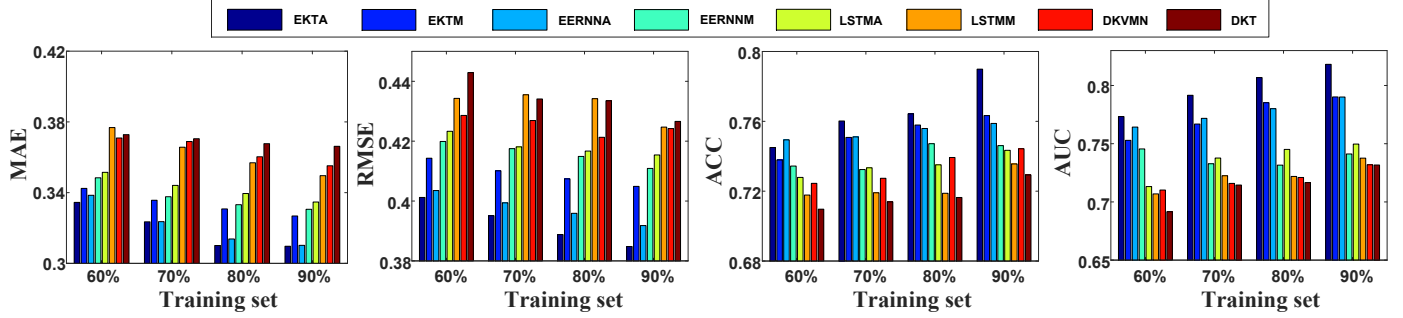 EKTA EKTM EERNNA EERNNM LSTMA LSTMM DKVMN DKT
MAE
0.42
0.38
0.34
0.3
60% 70% 80% 90%
Training set
RMSE
0.44
0.42
0.4
0.38
60% 70% 80% 90%
Training set
ACC
0.8
0.76
0.72
0.68
60% 70% 80% 90%
Training set
AUC
0.8
0.75
0.7
0.65
60% 70% 80% 90%
Training set